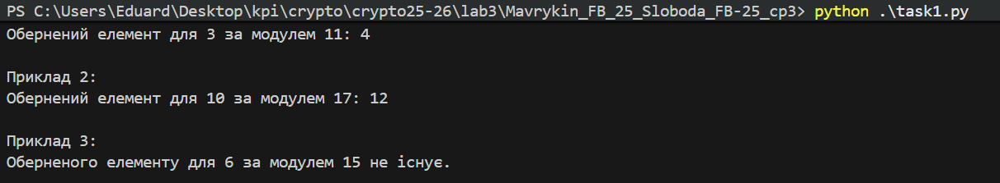 PS C:\Users\Eduard\Desktop\kpi\crypto\crypto25-26\lab3\Mavrykin_FB_25_Sloboda_FB-25_cp3> python .\task1.py
Обернений елемент для 3 за модулем 11: 4
Приклад 2:
Обернений елемент для 10 за модулем 17: 12
Приклад 3:
Оберненого елементу для 6 за модулем 15 не існує.